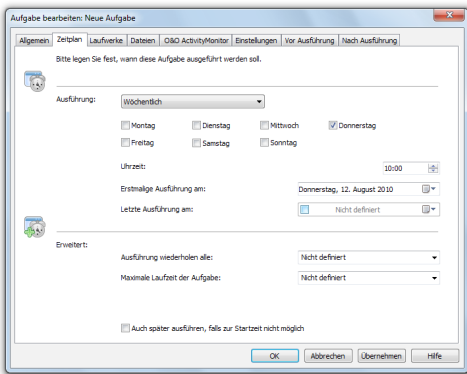 Aufgabe bearbeiten: Neue Aufgabe
Allgemein Zeitplan Laufwerke Dateien O&O ActivityMonitor Einstellungen Vor Ausführung Nach Ausführung
Bitte legen Sie fest, wann diese Aufgabe ausgeführt werden soll.
Ausführung: Wöchentlich
Montag Dienstag Mittwoch Donnerstag
Freitag Samstag Sonntag
Uhrzeit: 10:00
Erstmalige Ausführung am: Donnerstag, 12. August 2010
Letzte Ausführung am: Nicht definiert
Erweitert:
Ausführung wiederholen alle: Nicht definiert
Maximale Laufzeit der Aufgabe: Nicht definiert
Auch später ausführen, falls zur Startzeit nicht möglich
OK Abbrechen Übernehmen Hilfe